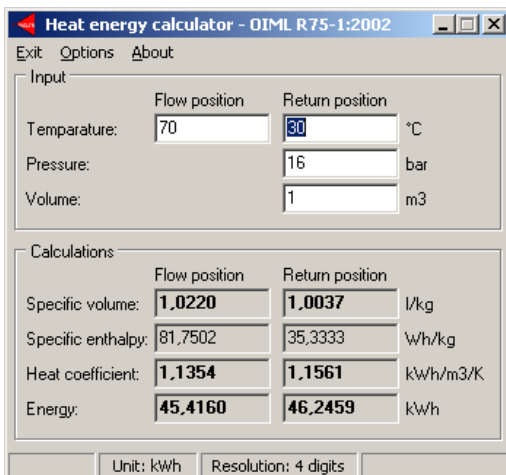 Heat energy calculator - OIML R75-1:2002
Exit Options About
Input
Flow position Return position
Temparature: 70 30 °C
Pressure: 16 bar
Volume: 1 m3
Calculations
Flow position Return position
Specific volume: 1,0220 1,0037 l/kg
Specific enthalpy: 81,7502 35,3333 Wh/kg
Heat coefficient: 1,1354 1,1561 kWh/m3/K
Energy: 45,4160 46,2459 kWh
Unit: kWh Resolution: 4 digits